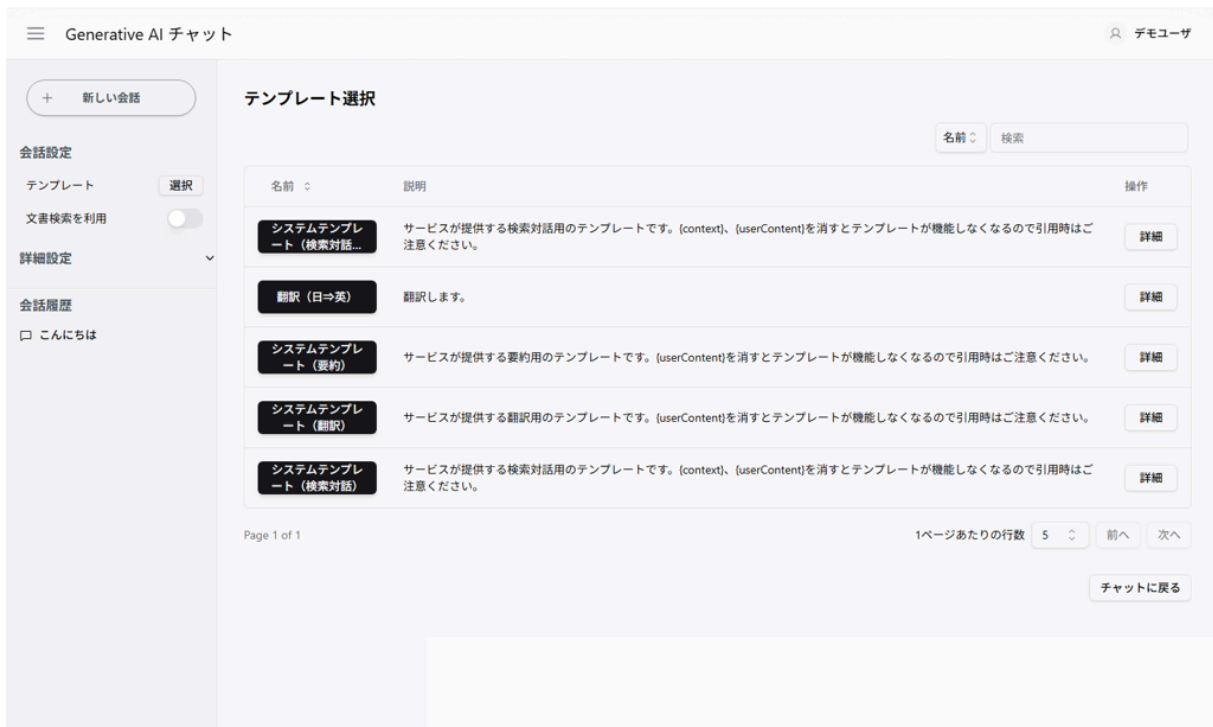 Generative AI チャット
デモユーザ
新しい会話
会話設定
テンプレート
選択
文書検索を利用
詳細設定
会話履歴
こんにちは
テンプレート選択
名前
検索
名前
説明
操作
システムテンプレ
ート（検索対話...
サービスが提供する検索対話用のテンプレートです。{context}、{userContent}を消すとテンプレートが機能しなくなるので引用時はご
注意ください。
詳細
翻訳（日⇒英）
翻訳します。
詳細
システムテンプレ
ート（要約）
サービスが提供する要約用のテンプレートです。{userContent}を消すとテンプレートが機能しなくなるので引用時はご注意ください。
詳細
システムテンプレ
ート（翻訳）
サービスが提供する翻訳用のテンプレートです。{userContent}を消すとテンプレートが機能しなくなるので引用時はご注意ください。
詳細
システムテンプレ
ート（検索対話）
サービスが提供する検索対話用のテンプレートです。{context}、{userContent}を消すとテンプレートが機能しなくなるので引用時はご
注意ください。
詳細
Page 1 of 1
1ページあたりの行数
5
前へ
次へ
チャットに戻る